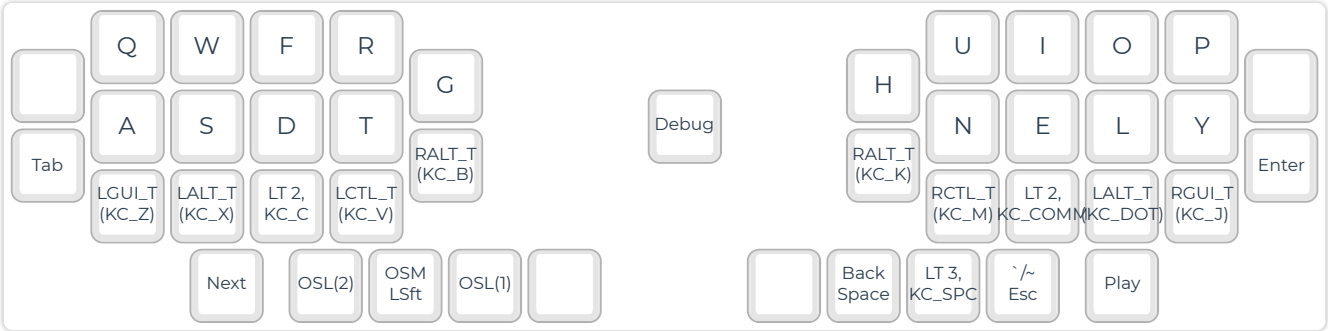 Q W F R U I O P
G H
A S D T Debug N E L Y
Tab RALT_T
(KC_B) RALT_T
(KC_K) Enter
LGUI_T
(KC_Z) LALT_T
(KC_X) LT 2,
KC_C LCTL_T
(KC_V) RCTL_T
(KC_M) LT 2,
KC_COMM LALT_T
(KC_DOT) RGUI_T
(KC_J)
Next OSL(2) OSM
LSft OSL(1) Back
Space LT 3,
KC_SPC `/~
Esc Play